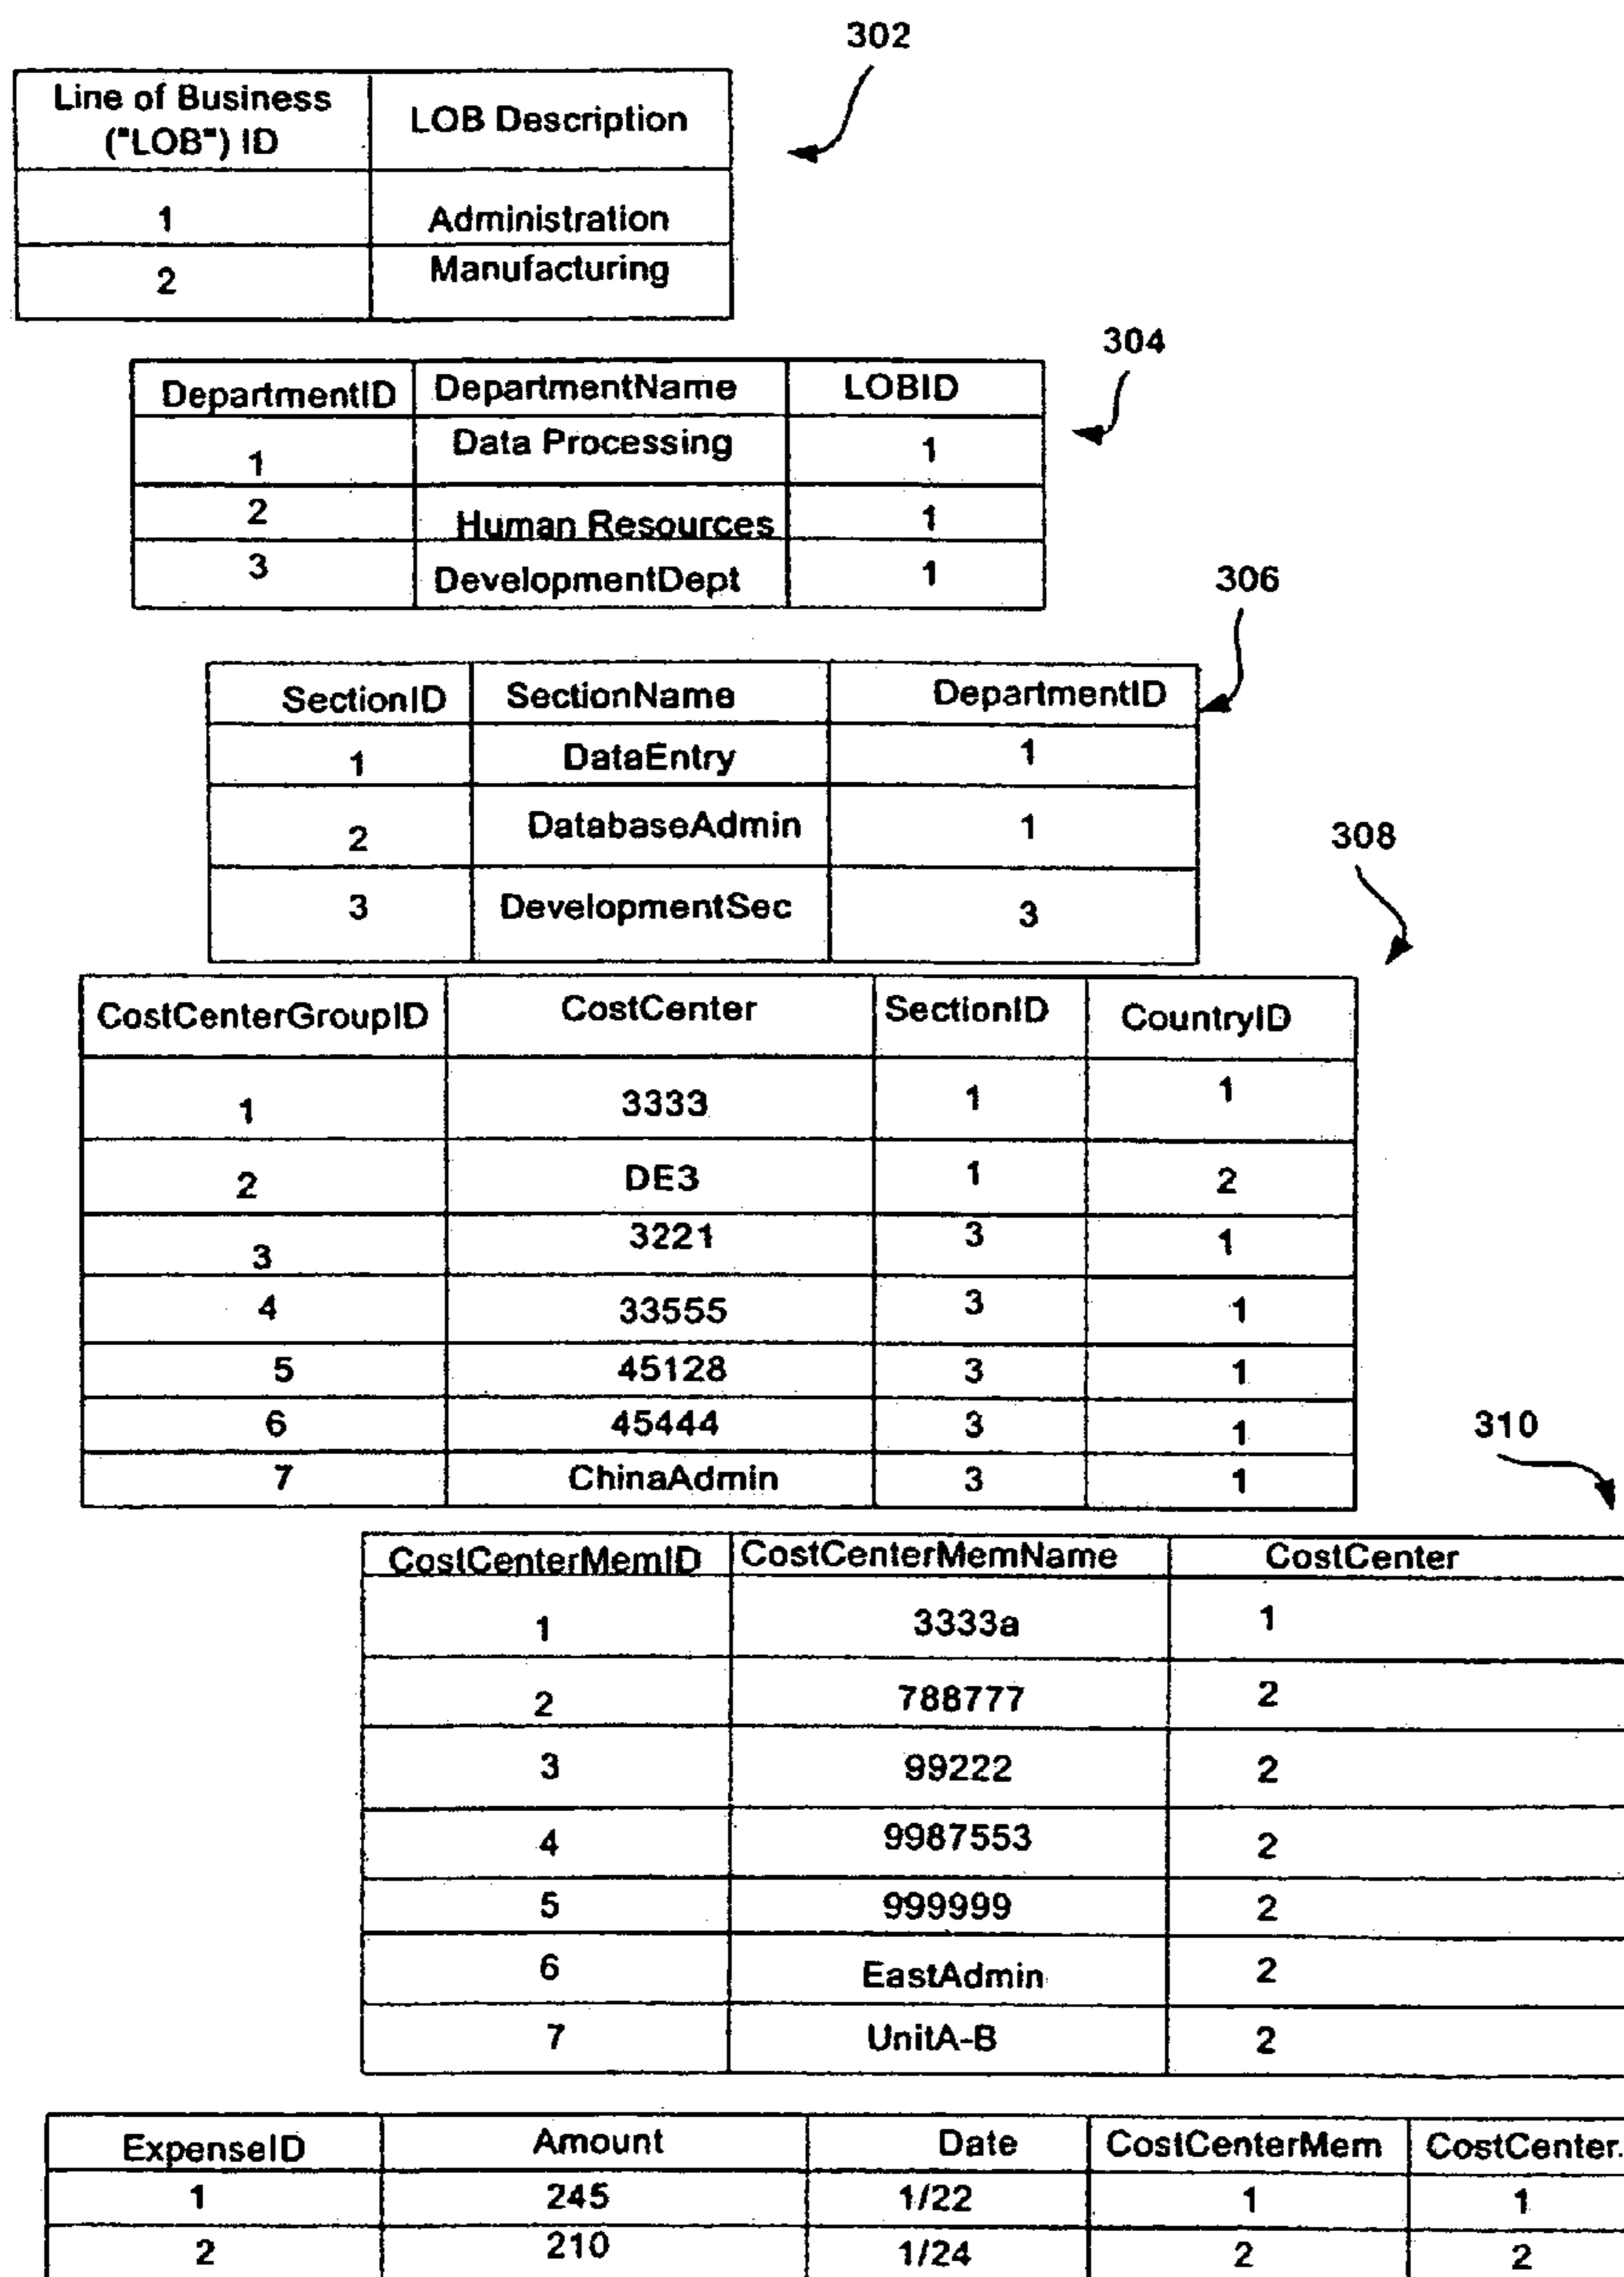 302
Line of Business ("LOB") ID LOB Description
1 Administration
2 Manufacturing
304
DepartmentID DepartmentName LOBID
1 Data Processing 1
2 Human Resources 1
3 DevelopmentDept 1
306
SectionID SectionName DepartmentID
1 DataEntry 1
2 DatabaseAdmin 1
3 DevelopmentSec 3
308
CostCenterGroupID CostCenter SectionID CountryID
1 3333 1 1
2 DE3 1 2
3 3221 3 1
4 33555 3 1
5 45128 3 1
6 45444 3 1
7 ChinaAdmin 3 1
310
CostCenterMemID CostCenterMemName CostCenter
1 3333a 1
2 788777 2
3 99222 2
4 9987553 2
5 999999 2
6 EastAdmin 2
7 UnitA-B 2
ExpenseID Amount Date CostCenterMem CostCenter.
1 245 1/22 1 1
2 210 1/24 2 2